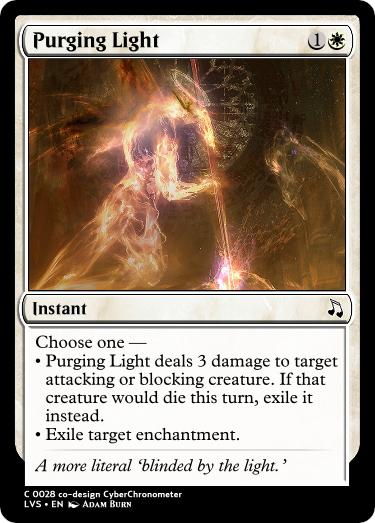 Purging Light 1
Instant
Choose one —
• Purging Light deals 3 damage to target
attacking or blocking creature. If that
creature would die this turn, exile it
instead.
• Exile target enchantment.
A more literal ‘blinded by the light.’
C 0028 co-design CyberChronometer
LVS • EN Adam Burn